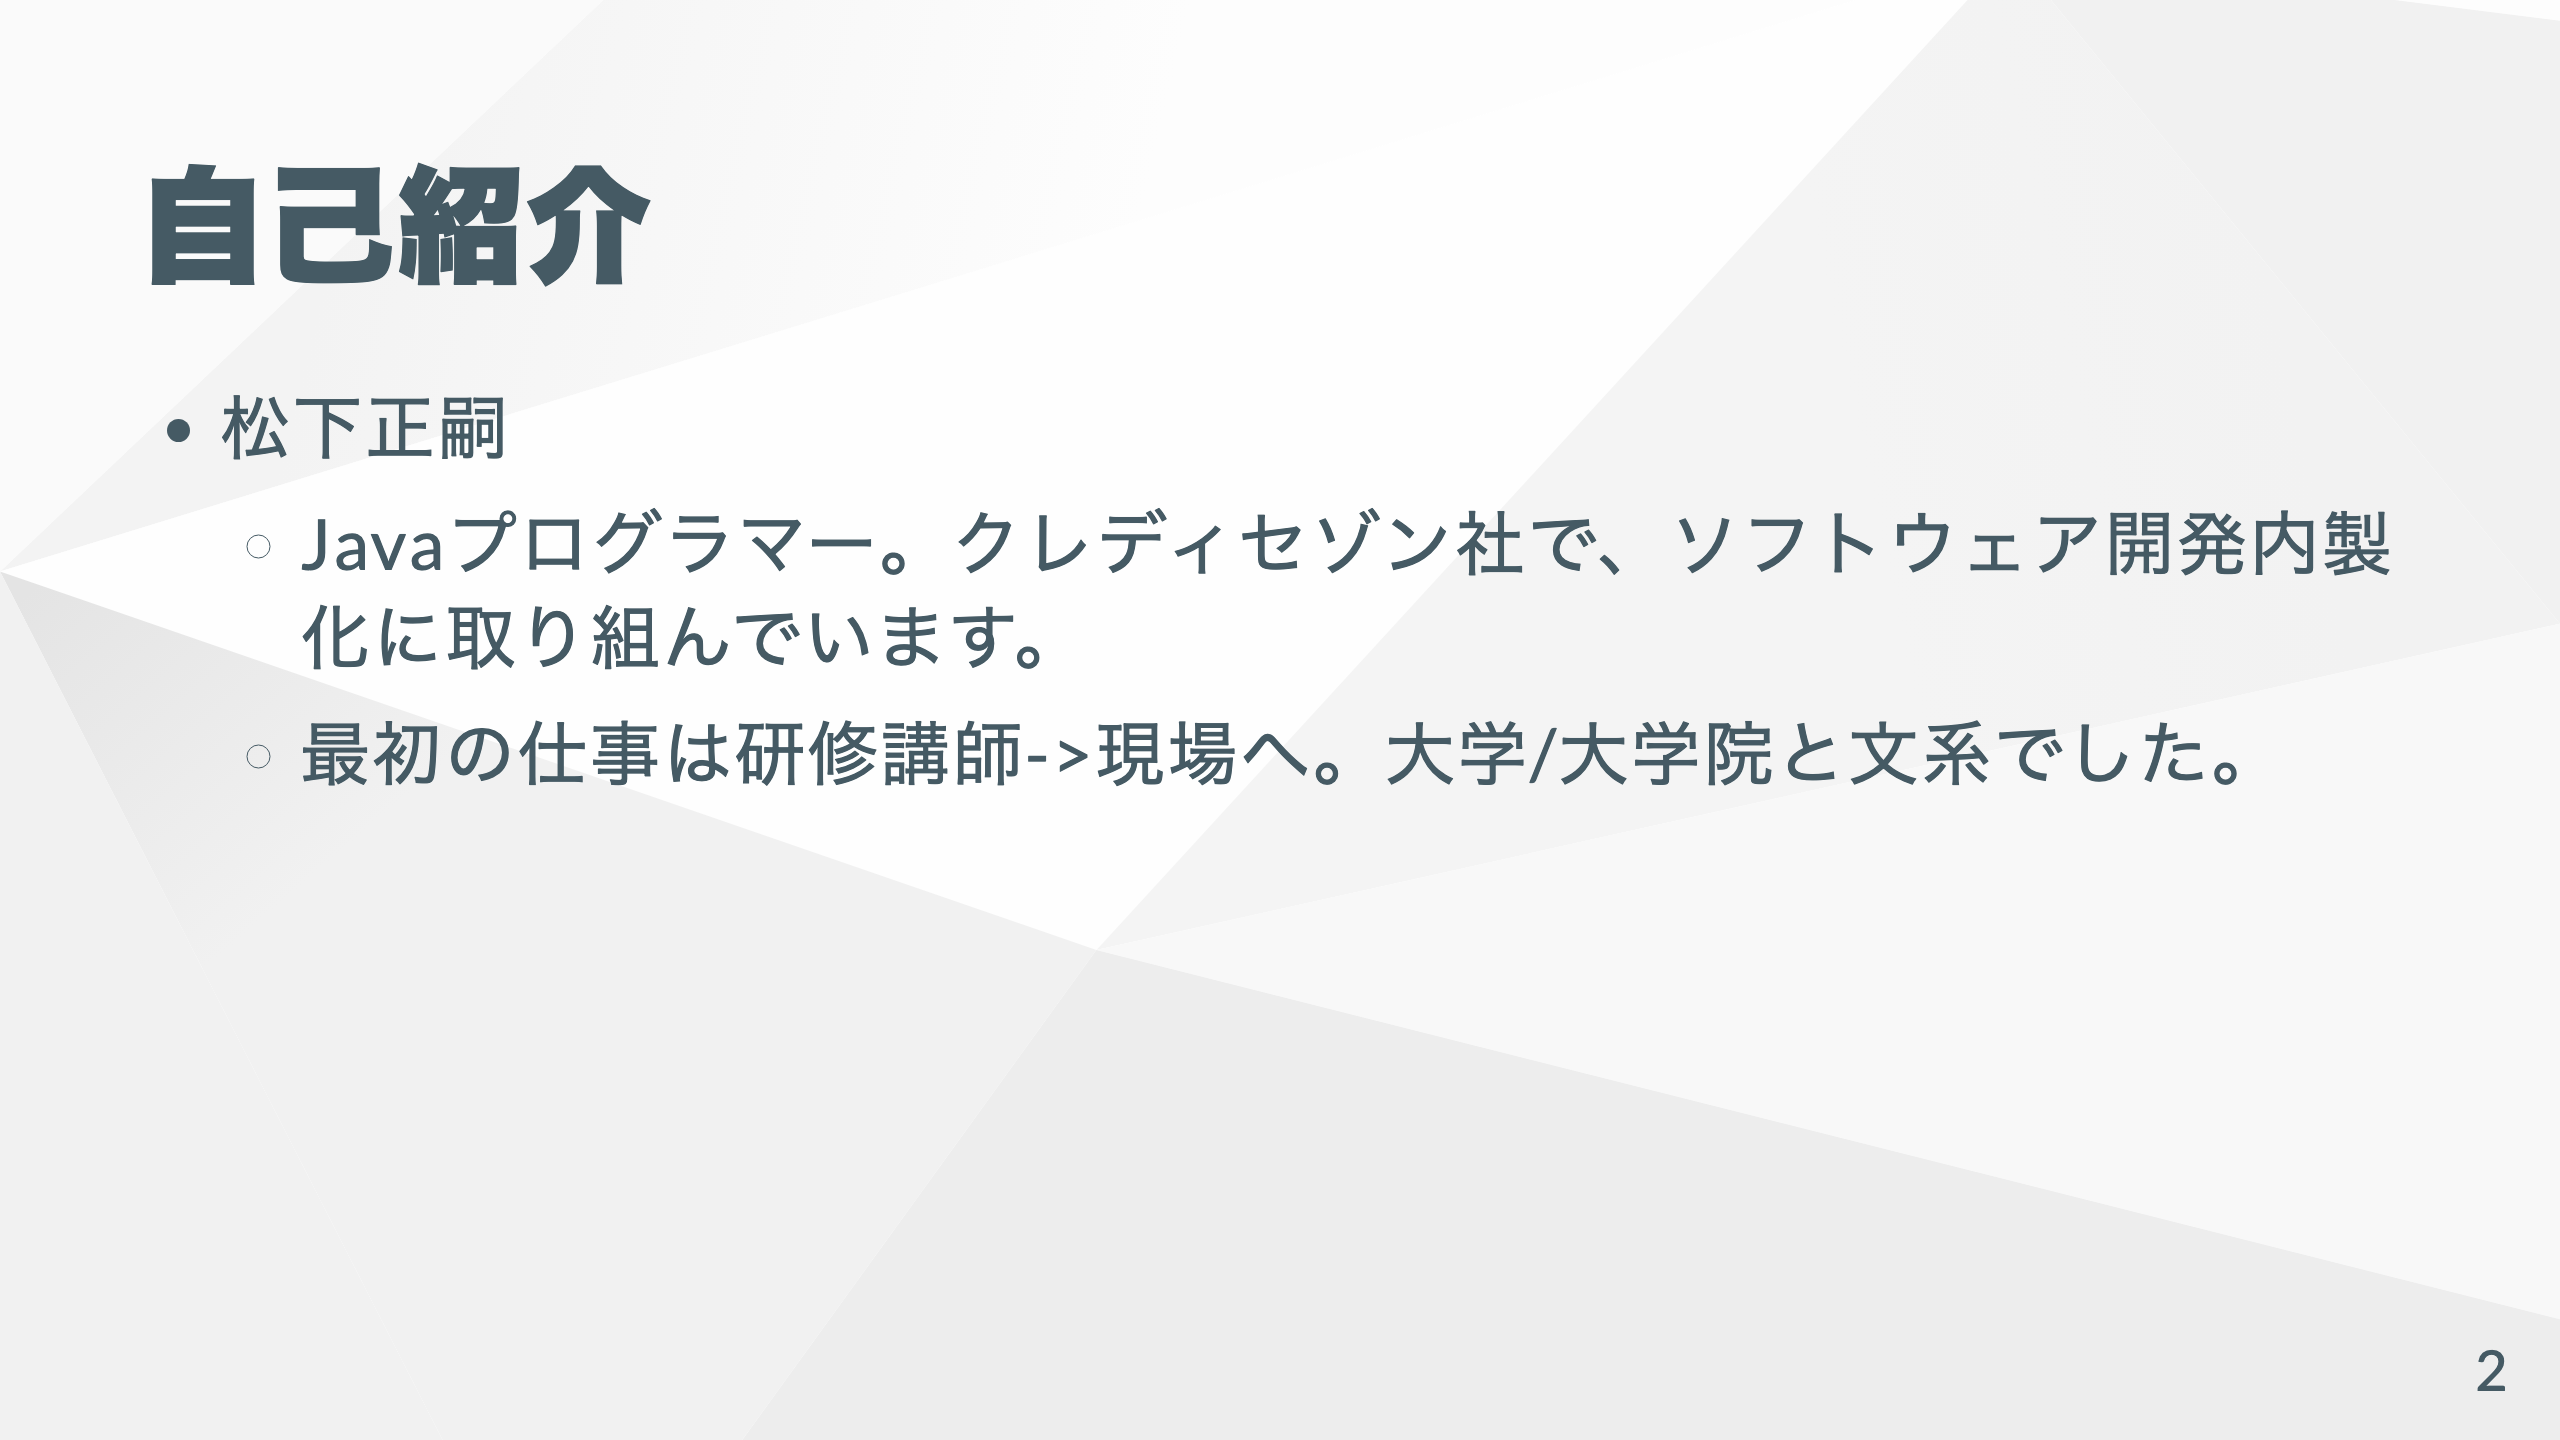 自己紹介
• 松下正嗣
○ Javaプログラマー。クレディセゾン社で、ソフトウェア開発内製
化に取り組んでいます。
○ 最初の仕事は研修講師->現場へ。大学/大学院と文系でした。
2